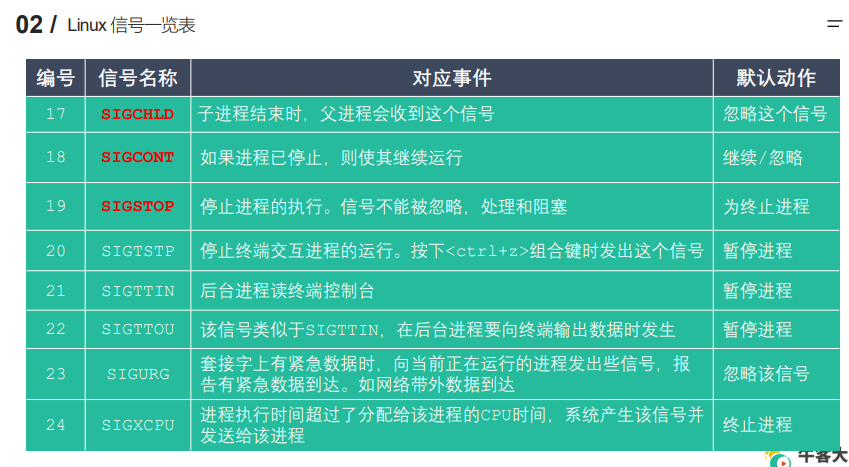 02 / Linux 信号一览表
编号 信号名称 对应事件 默认动作
17 SIGCHLD 子进程结束时，父进程会收到这个信号 忽略这个信号
18 SIGCONT 如果进程已停止，则使其继续运行 继续/忽略
19 SIGSTOP 停止进程的执行。信号不能被忽略，处理和阻塞 为终止进程
20 SIGTSTP 停止终端交互进程的运行。按下<ctrl+z>组合键时发出这个信号 暂停进程
21 SIGTTIN 后台进程读终端控制台 暂停进程
22 SIGTTOU 该信号类似于SIGTTIN，在后台进程要向终端输出数据时发生 暂停进程
23 SIGURG 套接字上有紧急数据时，向当前正在运行的进程发出些信号，报
告有紧急数据到达。如网络带外数据到达 忽略该信号
24 SIGXCPU 进程执行时间超过了分配给该进程的CPU时间，系统产生该信号并
发送给该进程 终止进程
牛客大